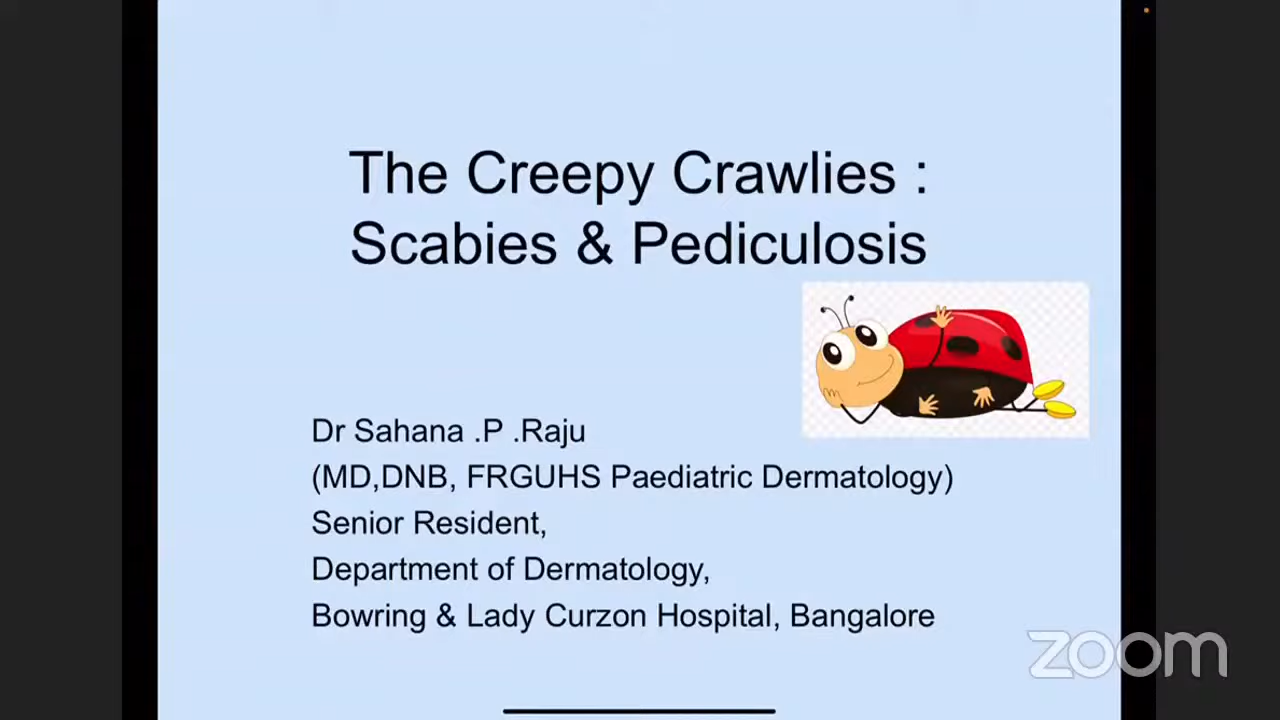 The Creepy Crawlies :
Scabies & Pediculosis
Dr Sahana .P .Raju
(MD,DNB, FRGUHS Paediatric Dermatology)
Senior Resident,
Department of Dermatology,
Bowring & Lady Curzon Hospital, Bangalore
zoom